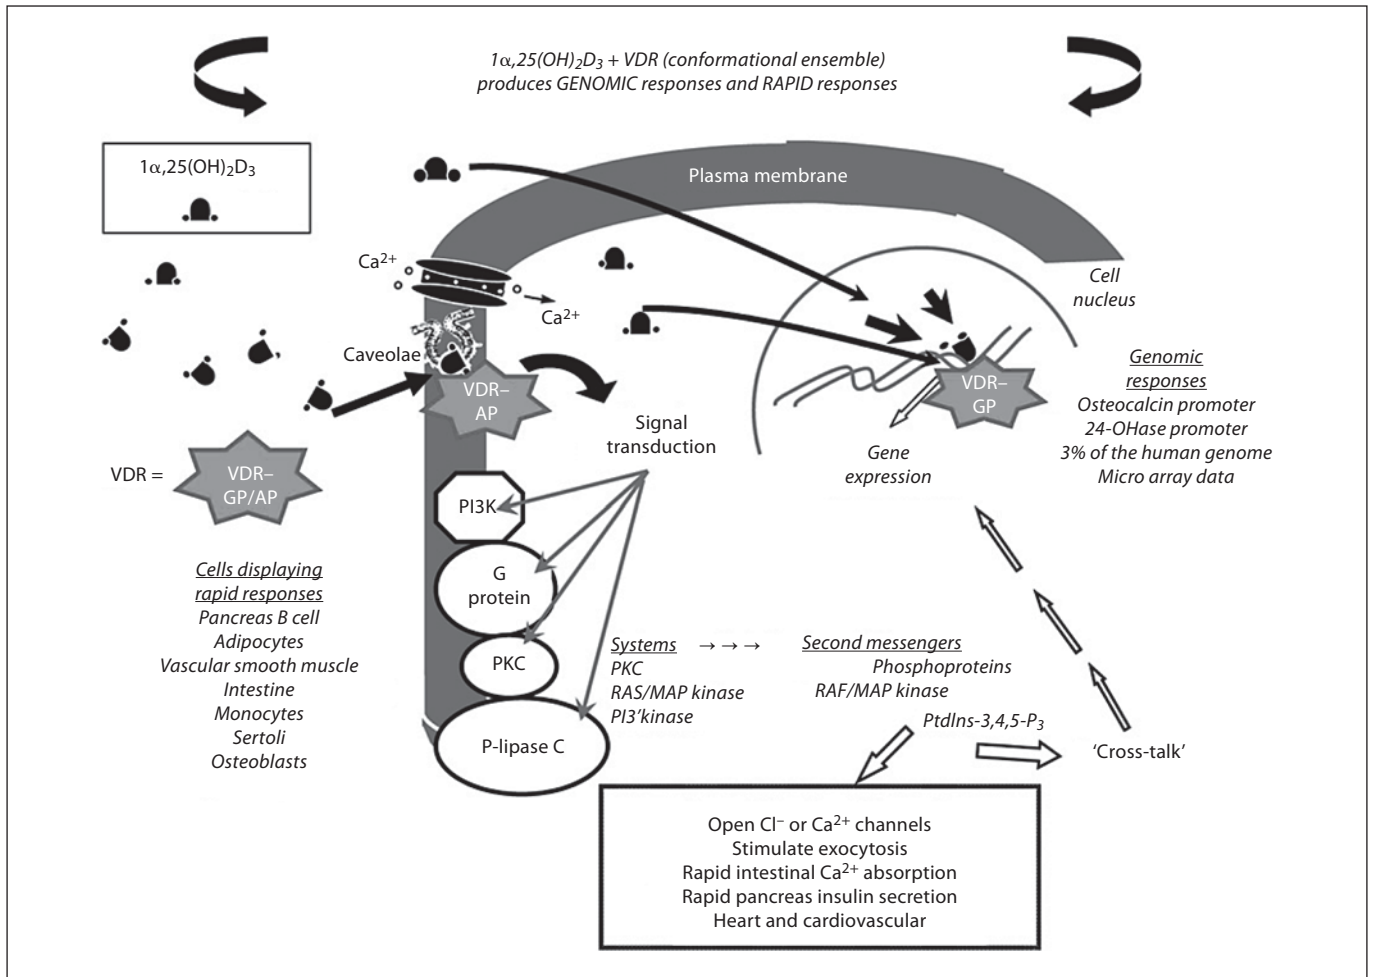 1α,25(OH)₂D₃ + VDR (conformational ensemble)
produces GENOMIC responses and RAPID responses
1α,25(OH)₂D₃
Plasma membrane
Ca²⁺
Ca²⁺
Caveolae
VDR–
AP
Signal
transduction
Cell
nucleus
VDR–
GP
Gene
expression
Genomic
responses
Osteocalcin promoter
24-OHase promoter
3% of the human genome
Micro array data
VDR =
VDR–
GP/AP
Cells displaying
rapid responses
Pancreas B cell
Adipocytes
Vascular smooth muscle
Intestine
Monocytes
Sertoli
Osteoblasts
PI3K
G
protein
PKC
P-lipase C
Systems → → → Second messengers
PKC Phosphoproteins
RAS/MAP kinase RAF/MAP kinase
PI3’kinase PtdIns-3,4,5-P₃
‘Cross-talk’
Open Cl⁻ or Ca²⁺ channels
Stimulate exocytosis
Rapid intestinal Ca²⁺ absorption
Rapid pancreas insulin secretion
Heart and cardiovascular